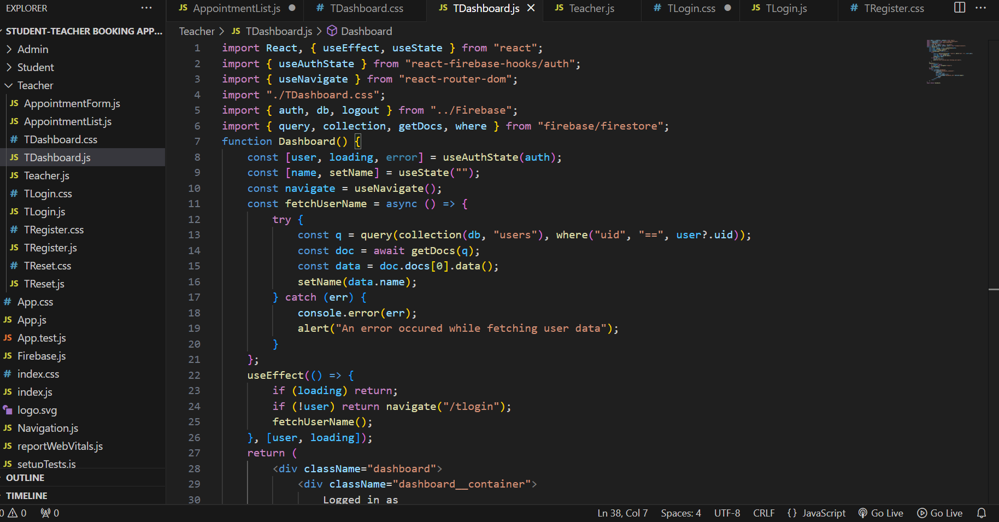 EXPLORER
STUDENT-TEACHER BOOKING APP...
Admin
Student
Teacher
JS AppointmentForm.js
JS AppointmentList.js
# TDashboard.css
JS TDashboard.js
JS Teacher.js
# TLogin.css
JS TLogin.js
# TRegister.css
JS TRegister.js
# TReset.css
JS TReset.js
# App.css
JS App.js
JS App.test.js
JS Firebase.js
# index.css
JS index.js
logo.svg
JS Navigation.js
JS reportWebVitals.js
JS setupTests.js
OUTLINE
TIMELINE
JS AppointmentList.js
# TDashboard.css
JS TDashboard.js
JS Teacher.js
# TLogin.css
JS TLogin.js
# TRegister.css
Teacher > JS TDashboard.js > Dashboard
1 import React, { useEffect, useState } from "react";
2 import { useAuthState } from "react-firebase-hooks/auth";
3 import { useNavigate } from "react-router-dom";
4 import "./TDashboard.css";
5 import { auth, db, logout } from "../Firebase";
6 import { query, collection, getDocs, where } from "firebase/firestore";
7 function Dashboard() {
8     const [user, loading, error] = useAuthState(auth);
9     const [name, setName] = useState("");
10     const navigate = useNavigate();
11     const fetchUserName = async () => {
12         try {
13             const q = query(collection(db, "users"), where("uid", "==", user?.uid));
14             const doc = await getDocs(q);
15             const data = doc.docs[0].data();
16             setName(data.name);
17         } catch (err) {
18             console.error(err);
19             alert("An error occured while fetching user data");
20         }
21     };
22     useEffect(() => {
23         if (loading) return;
24         if (!user) return navigate("/tlogin");
25         fetchUserName();
26     }, [user, loading]);
27     return (
28         <div className="dashboard">
29             <div className="dashboard__container">
30                 Logged in as
0 0 0
Ln 38, Col 7
Spaces: 4
UTF-8
CRLF
{} JavaScript
Go Live
Go Live